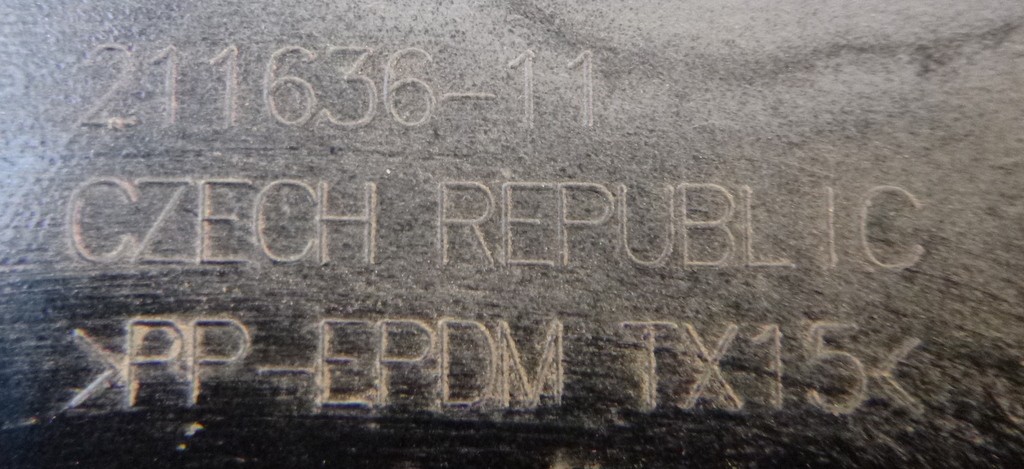 211636-11
CZECH REPUBLIC
>PP-EPDM TX15<